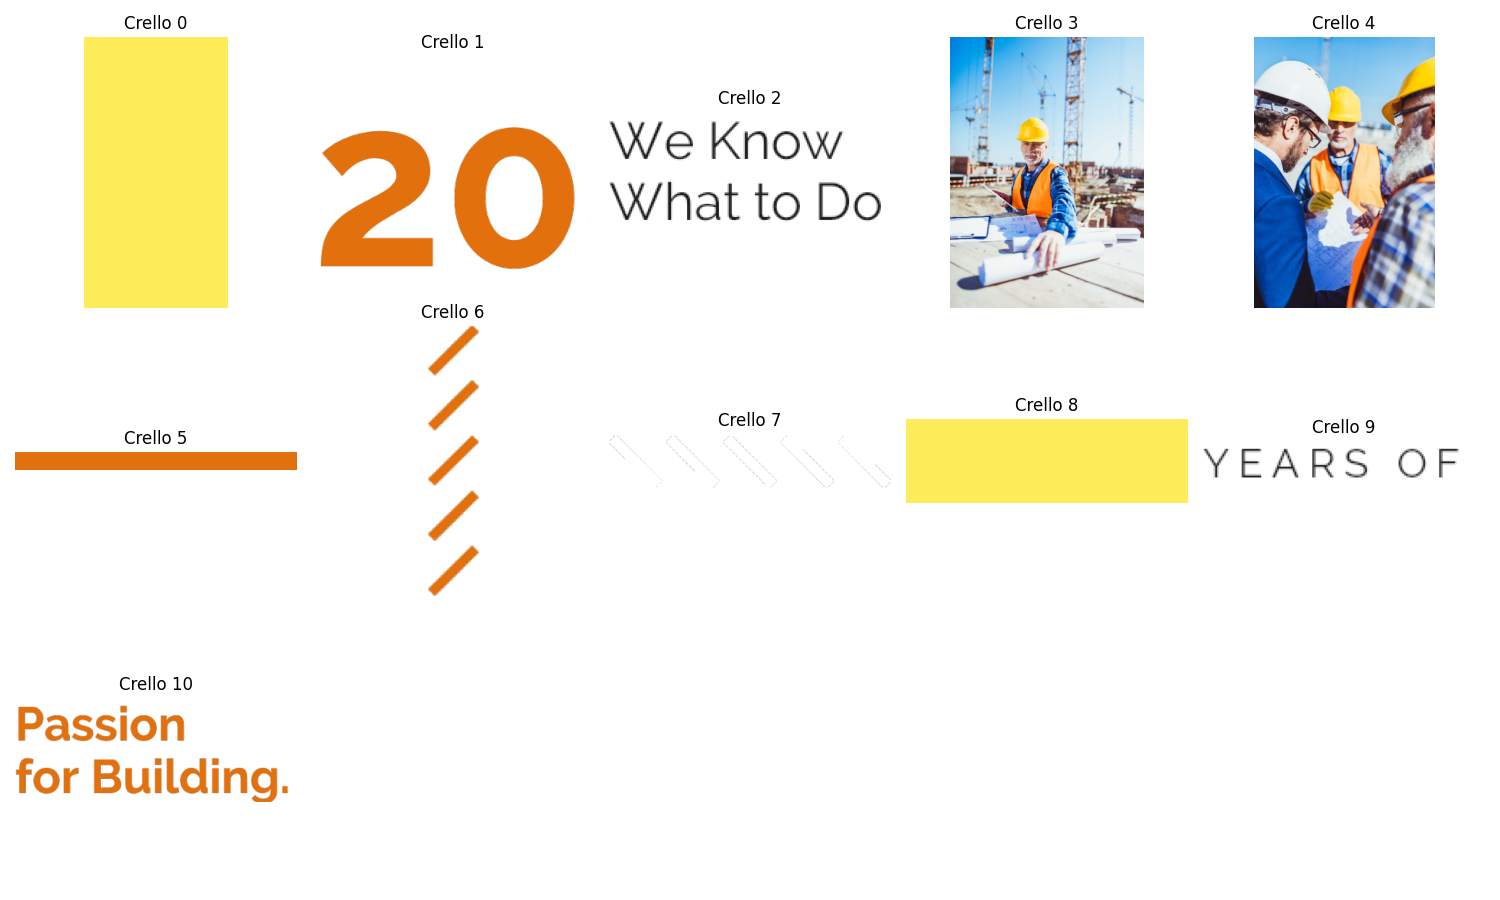 Crello 0
Crello 1
Crello 2
Crello 3
Crello 4
20
We Know
What to Do
Crello 5
Crello 6
Crello 7
Crello 8
Crello 9
YEARS OF
Crello 10
Passion
for Building.